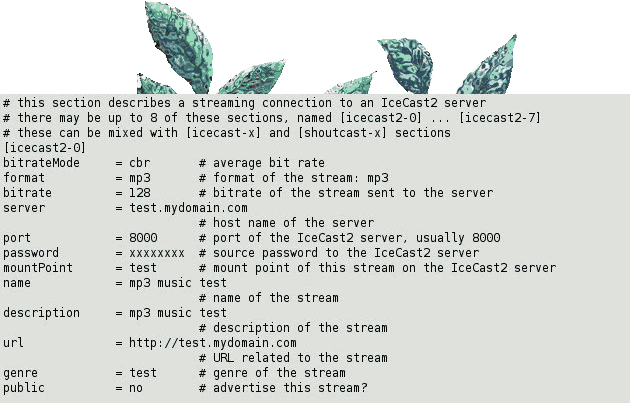 # this section describes a streaming connection to an IceCast2 server
# there may be up to 8 of these sections, named [icecast2-0] ... [icecast2-7]
# these can be mixed with [icecast-x] and [shoutcast-x] sections
[icecast2-0]
bitrateMode     = cbr      # average bit rate
format          = mp3      # format of the stream: mp3
bitrate         = 128      # bitrate of the stream sent to the server
server          = test.mydomain.com
                           # host name of the server
port            = 8000     # port of the IceCast2 server, usually 8000
password        = xxxxxxxx # source password to the IceCast2 server
mountPoint      = test     # mount point of this stream on the IceCast2 server
name            = mp3 music test
                           # name of the stream
description     = mp3 music test
                           # description of the stream
url             = http://test.mydomain.com
                           # URL related to the stream
genre           = test     # genre of the stream
public          = no       # advertise this stream?